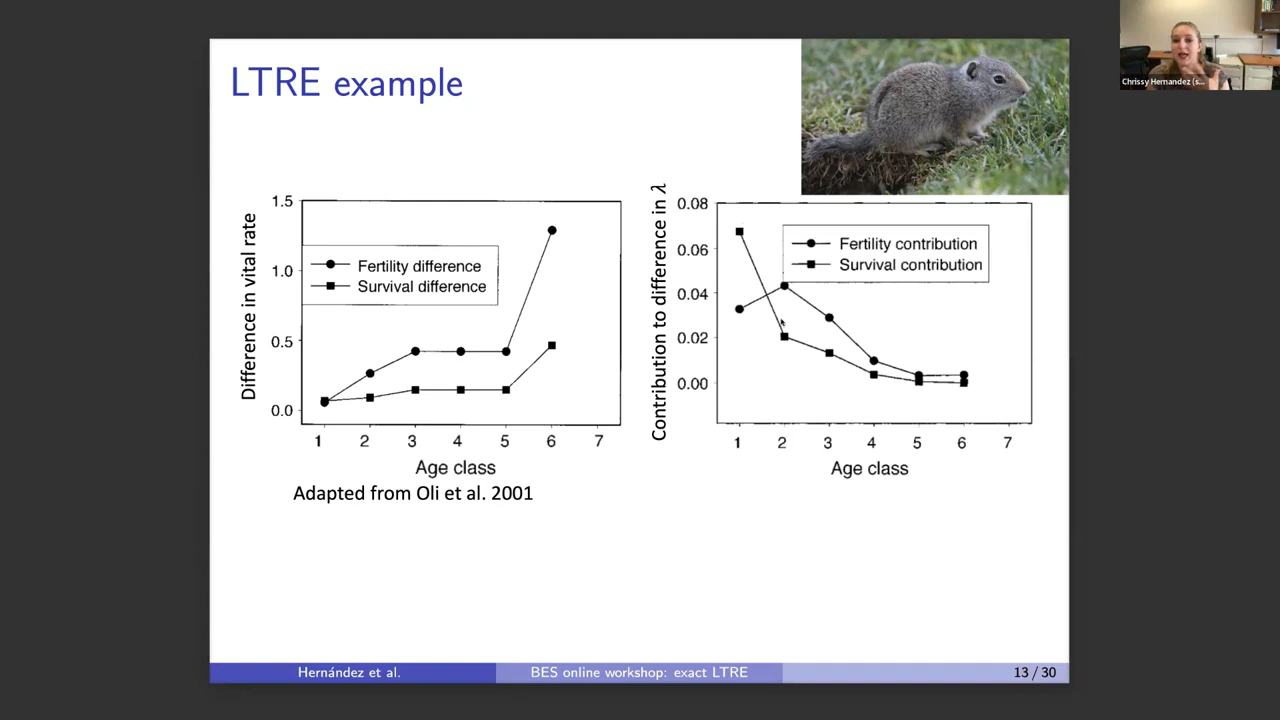 LTRE example
Chrissy Hernandez (s...
Difference in vital rate
1.5
1.0
0.5
0.0
Fertility difference
Survival difference
1 2 3 4 5 6 7
Age class
Adapted from Oli et al. 2001
Contribution to difference in λ
0.08
0.06
0.04
0.02
0.00
Fertility contribution
Survival contribution
1 2 3 4 5 6 7
Age class
Hernández et al.
BES online workshop: exact LTRE
13 / 30